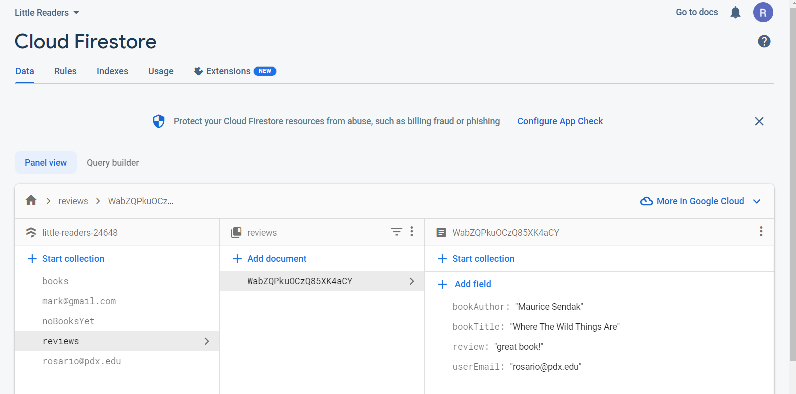 Little Readers
Go to docs
R
Cloud Firestore
Data Rules Indexes Usage Extensions NEW
Protect your Cloud Firestore resources from abuse, such as billing fraud or phishing Configure App Check
Panel view Query builder
reviews WabZQPkuOCz...
More in Google Cloud
little-readers-24648
Start collection
books
mark@gmail.com
noBooksYet
reviews
rosario@pdx.edu
reviews
Add document
WabZQPkuOCzQ85XK4aCY
WabZQPkuOCzQ85XK4aCY
Start collection
Add field
bookAuthor: "Maurice Sendak"
bookTitle: "Where The Wild Things Are"
review: "great book!"
userEmail: "rosario@pdx.edu"